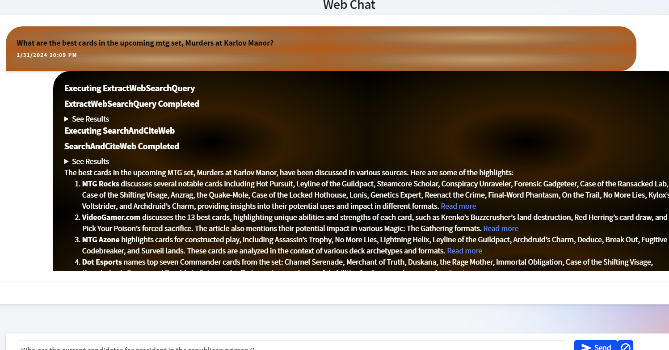 Web Chat
What are the best cards in the upcoming mtg set, Murders at Karlov Manor?
1/31/2024 10:09 PM
Executing ExtractWebSearchQuery
ExtractWebSearchQuery Completed
▶ See Results
Executing SearchAndCiteWeb
SearchAndCiteWeb Completed
▶ See Results
The best cards in the upcoming MTG set, Murders at Karlov Manor, have been discussed in various sources. Here are some of the highlights:
1. MTG Rocks discusses several notable cards including Hot Pursuit, Leyline of the Guildpact, Steamcore Scholar, Conspiracy Unraveler, Forensic Gadgeteer, Case of the Ransacked Lab,
Case of the Shifting Visage, Anzrag, the Quake-Mole, Case of the Locked Hothouse, Lonis, Genetics Expert, Reenact the Crime, Final-Word Phantasm, On the Trail, No More Lies, Kylox's
Voltstrider, and Archdruid's Charm, providing insights into their potential uses and impact in different formats. Read more
2. VideoGamer.com discusses the 13 best cards, highlighting unique abilities and strengths of each card, such as Krenko's Buzzcrusher's land destruction, Red Herring's card draw, and
Pick Your Poison's forced sacrifice. The article also mentions their potential impact in various Magic: The Gathering formats. Read more
3. MTG Azone highlights cards for constructed play, including Assassin's Trophy, No More Lies, Lightning Helix, Leyline of the Guildpact, Archdruid's Charm, Deduce, Break Out, Fugitive
Codebreaker, and Surveil lands. These cards are analyzed in the context of various deck archetypes and formats. Read more
4. Dot Esports names top seven Commander cards from the set: Charnel Serenade, Merchant of Truth, Duskana, the Rage Mother, Immortal Obligation, Case of the Shifting Visage,
Send